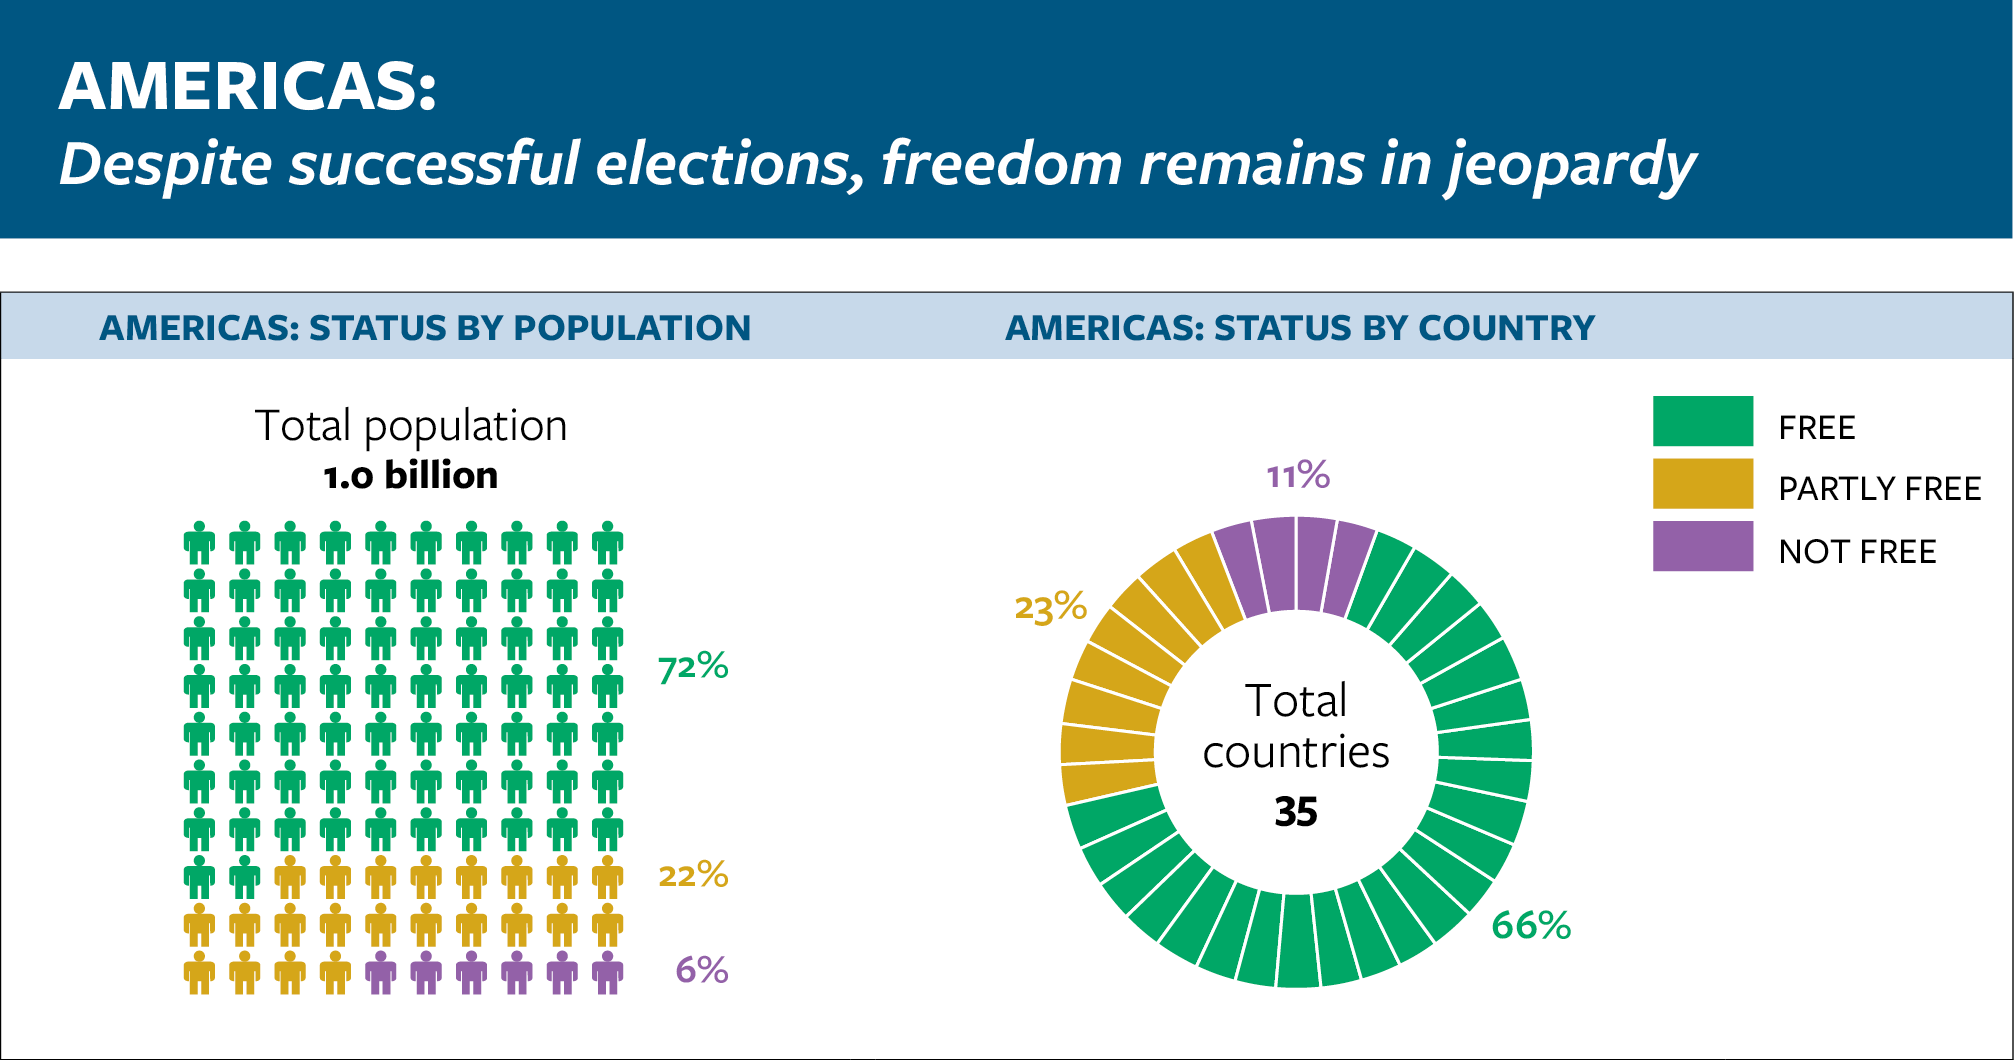 AMERICAS:
Despite successful elections, freedom remains in jeopardy
AMERICAS: STATUS BY POPULATION
Total population
1.0 billion
72%
22%
6%
AMERICAS: STATUS BY COUNTRY
11%
23%
Total
countries
35
66%
FREE
PARTLY FREE
NOT FREE